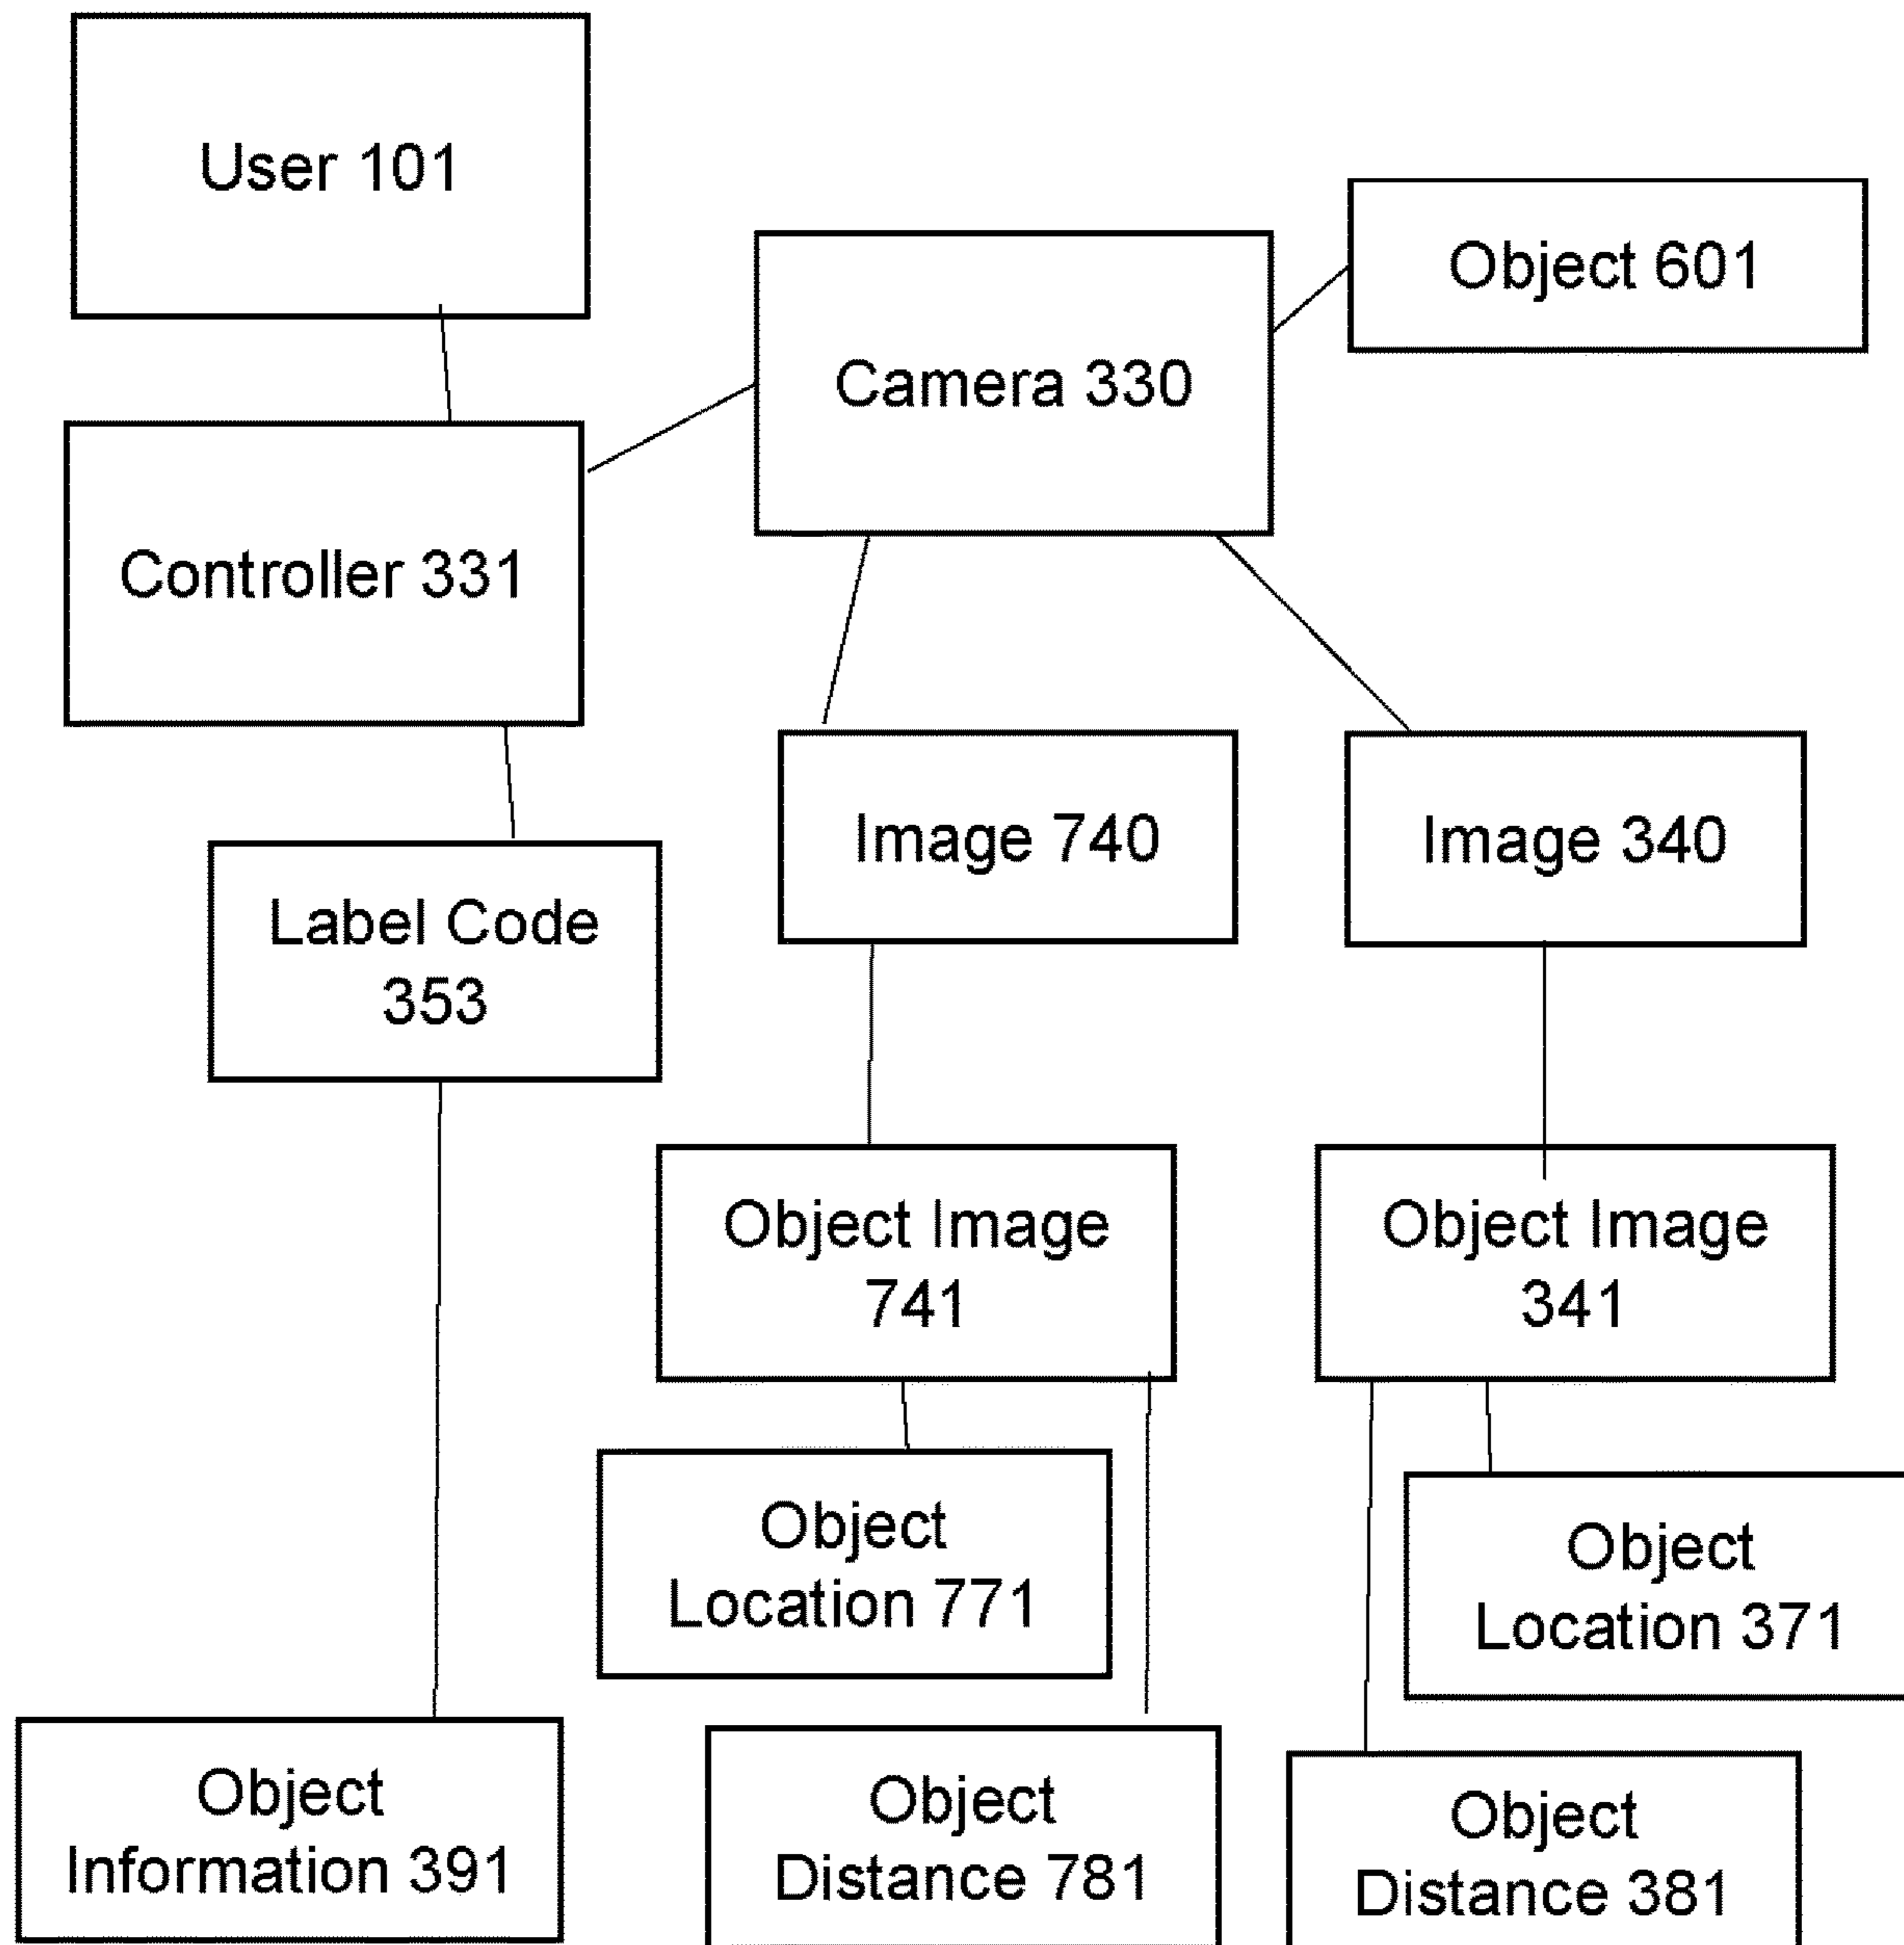 User 101
Object 601
Camera 330
Controller 331
Image 740
Image 340
Label Code
353
Object Image
741
Object Image
341
Object
Location 771
Object
Location 371
Object
Information 391
Object
Distance 781
Object
Distance 381